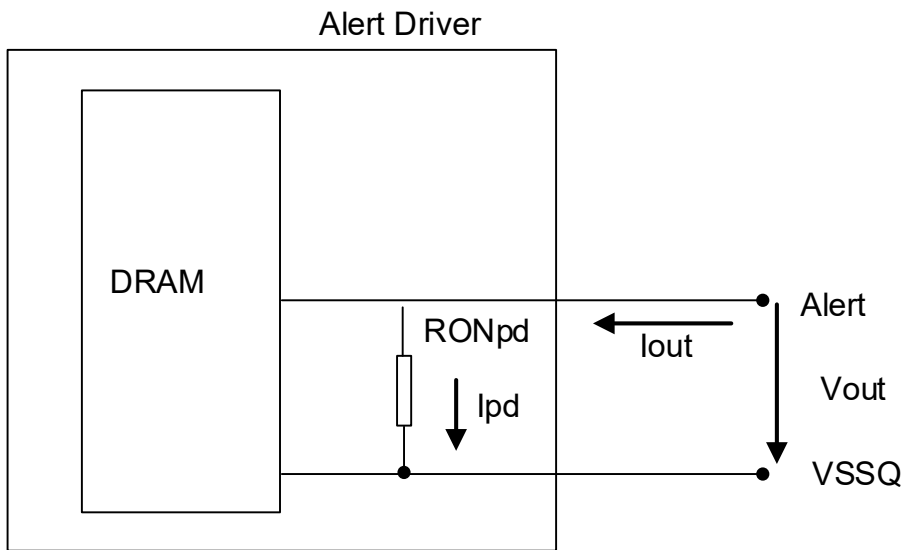 Alert Driver
DRAM
Alert
RONpd
Iout
Ipd
Vout
VSSQ